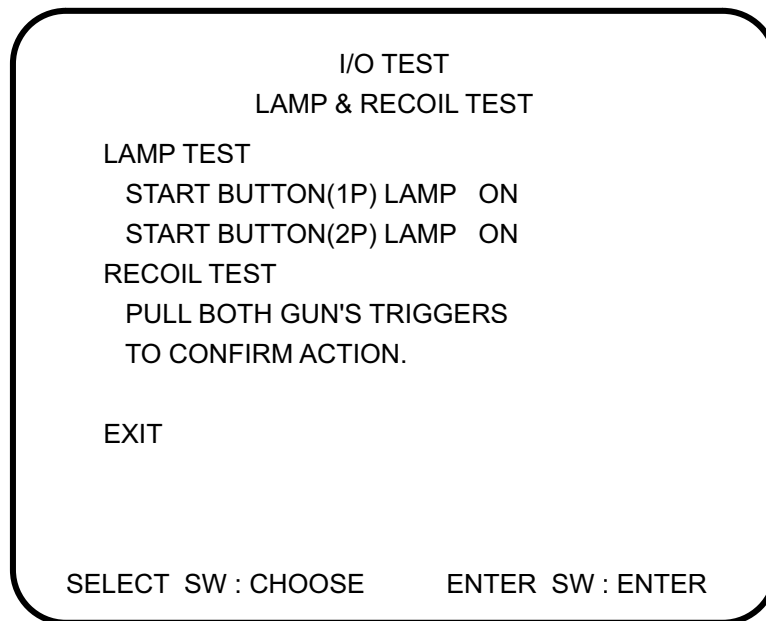 I/O TEST
LAMP & RECOIL TEST
LAMP TEST
START BUTTON(1P) LAMP ON
START BUTTON(2P) LAMP ON
RECOIL TEST
PULL BOTH GUN'S TRIGGERS
TO CONFIRM ACTION.
EXIT
SELECT SW : CHOOSE ENTER SW : ENTER